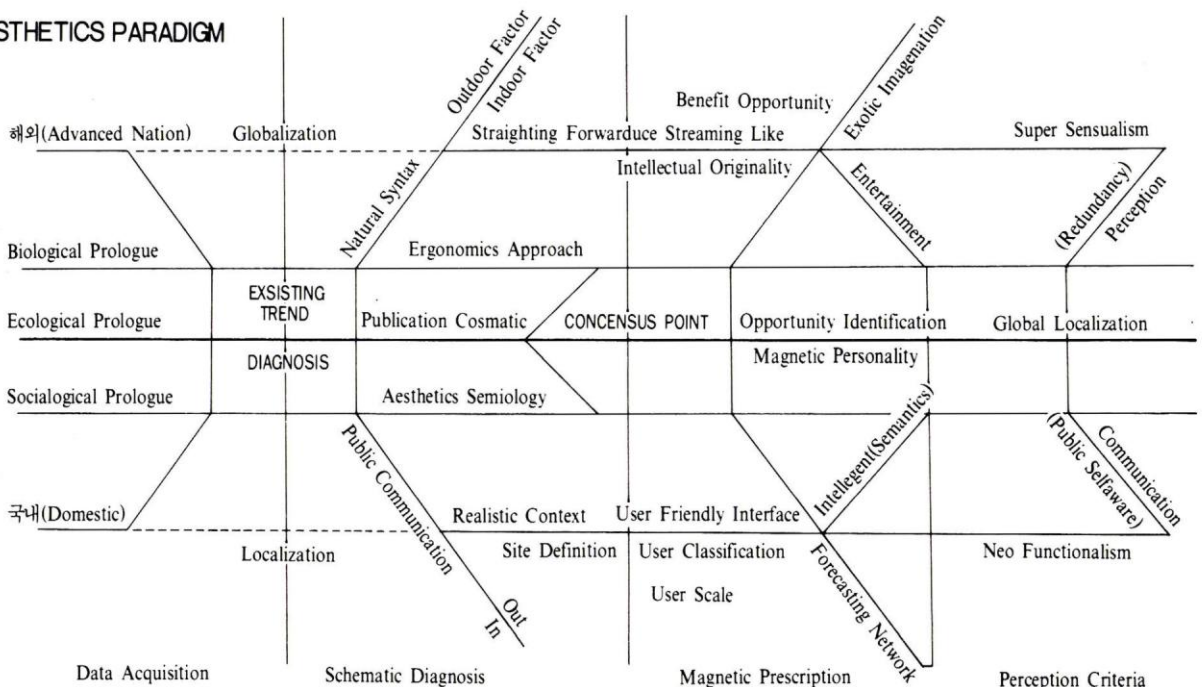 STHETICS PARADIGM
Outdoor Factor
Indoor Factor
Exotic Imagenation
Benefit Opportunity
해외(Advanced Nation)
Globalization
Straighting Forwarduce Streaming Like
Super Sensualism
Natural Syntax
Intellectual Originality
Entertainment
(Redundancy)
Perception
Biological Prologue
Ergonomics Approach
EXSISTING
TREND
Ecological Prologue
Publication Cosmatic
CONCENSUS POINT
Opportunity Identification
Global Localization
DIAGNOSIS
Magnetic Personality
Socialogical Prologue
Aesthetics Semiology
Public Communication
Intellegent(Semantics)
(Public Selfaware)
Communication
국내(Domestic)
Realistic Context
User Friendly Interface
Localization
Site Definition
User Classification
Neo Functionalism
User Scale
Out
In
Forecasting Network
Data Acquisition
Schematic Diagnosis
Magnetic Prescription
Perception Criteria